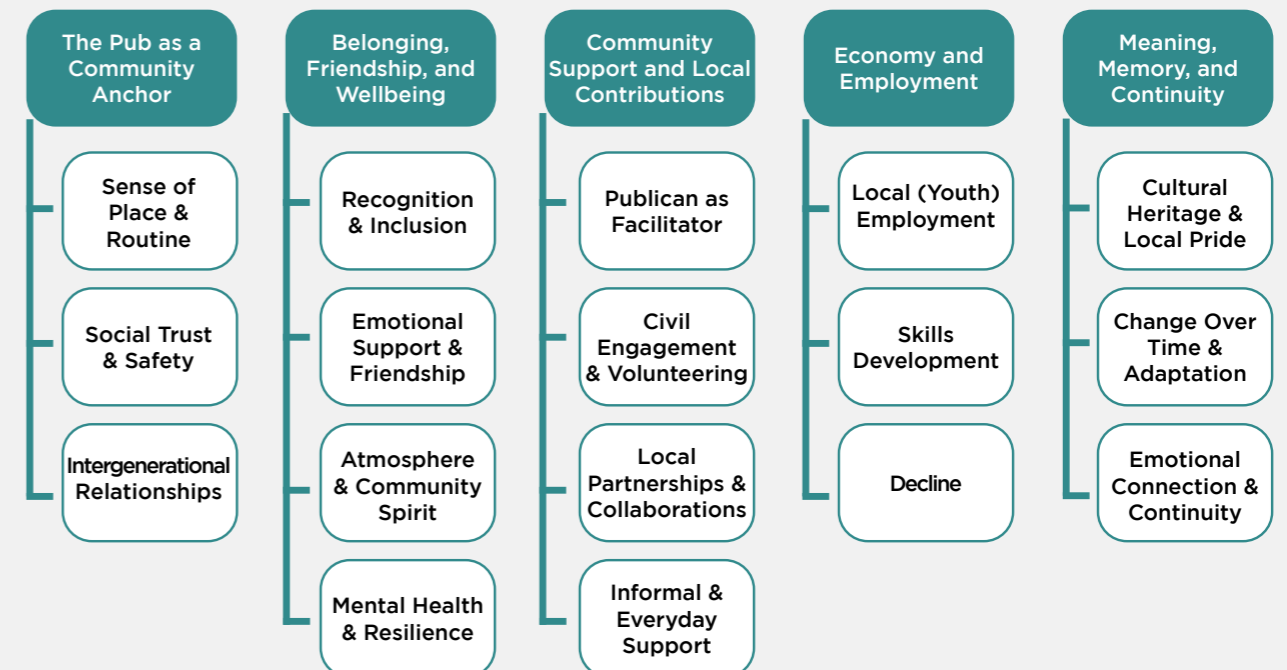 The Pub as a
Community
Anchor
Sense of
Place &
Routine
Social Trust
& Safety
Intergenerational
Relationships
Belonging,
Friendship, and
Wellbeing
Recognition
& Inclusion
Emotional
Support &
Friendship
Atmosphere
& Community
Spirit
Mental Health
& Resilience
Community
Support and Local
Contributions
Publican as
Facilitator
Civil
Engagement
& Volunteering
Local
Partnerships &
Collaborations
Informal &
Everyday
Support
Economy and
Employment
Local (Youth)
Employment
Skills
Development
Decline
Meaning,
Memory, and
Continuity
Cultural
Heritage &
Local Pride
Change Over
Time &
Adaptation
Emotional
Connection &
Continuity